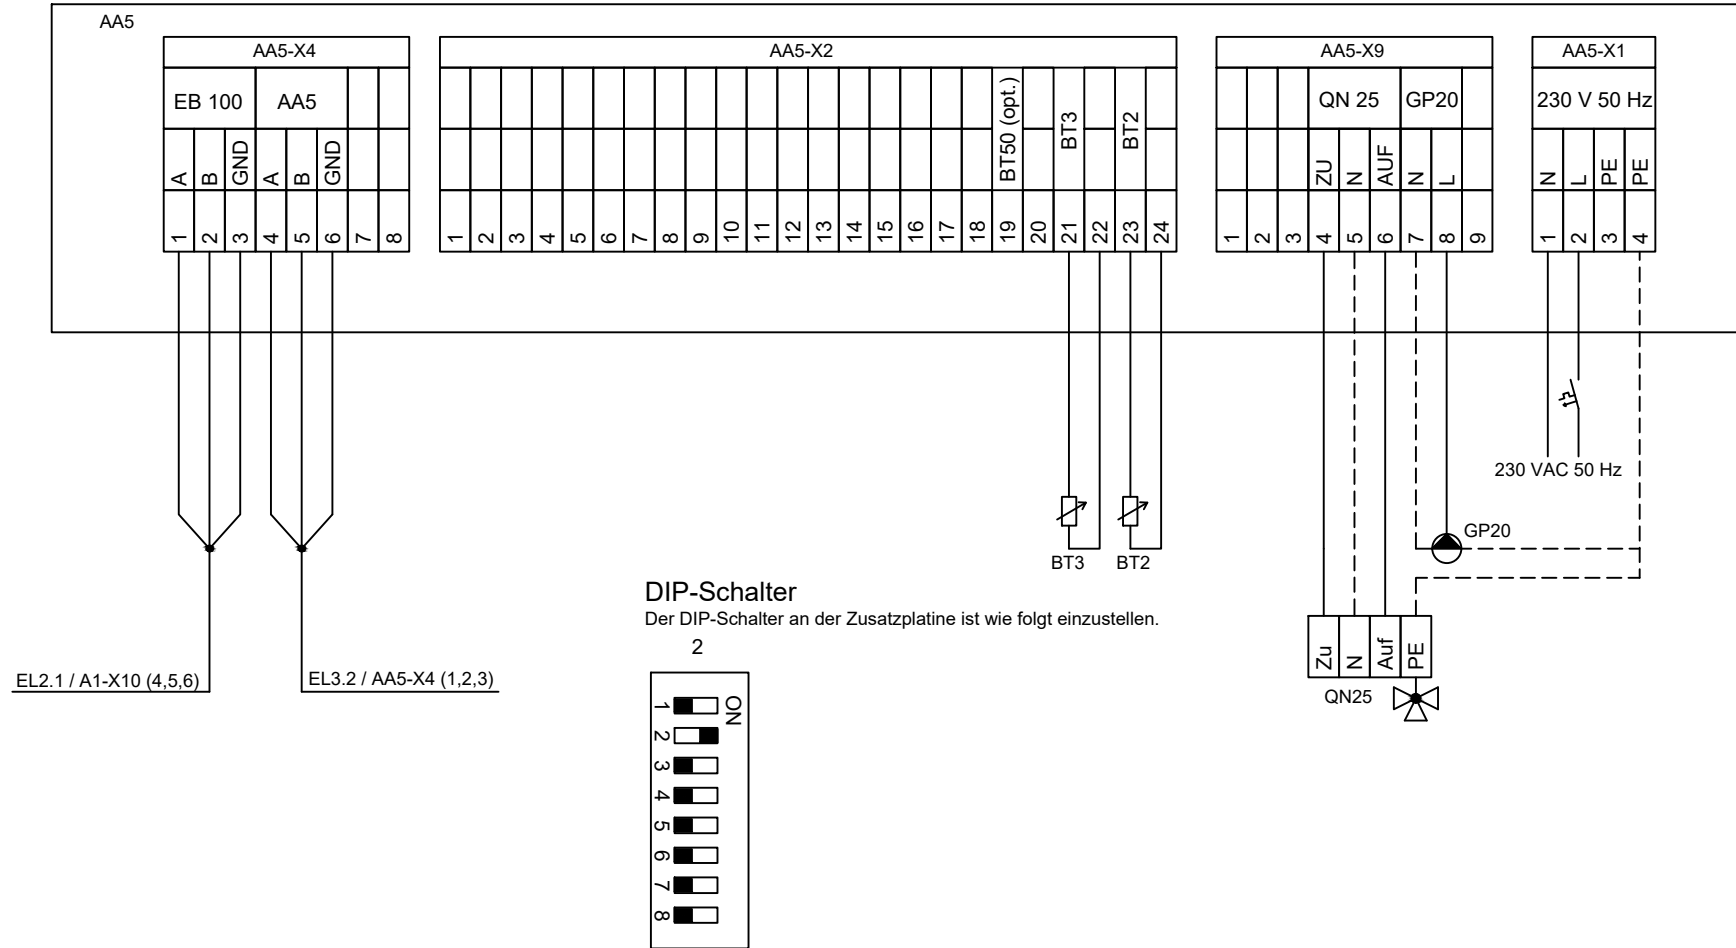 AA5
AA5-X4 AA5-X2 AA5-X9 AA5-X1
EB 100 AA5 BT50 (opt.) BT3 BT2 QN 25 GP20 230 V 50 Hz
A B GND A B GND ZU N AUF N L N L PE PE
1 2 3 4 5 6 7 8 1 2 3 4 5 6 7 8 9 10 11 12 13 14 15 16 17 18 19 20 21 22 23 24 1 2 3 4 5 6 7 8 9 1 2 3 4
230 VAC 50 Hz
GP20
BT3 BT2
DIP-Schalter
Der DIP-Schalter an der Zusatzplatine ist wie folgt einzustellen.
2
Zu N Auf PE
QN25
EL2.1 / A1-X10 (4,5,6) EL3.2 / AA5-X4 (1,2,3)
ON
1
2
3
4
5
6
7
8